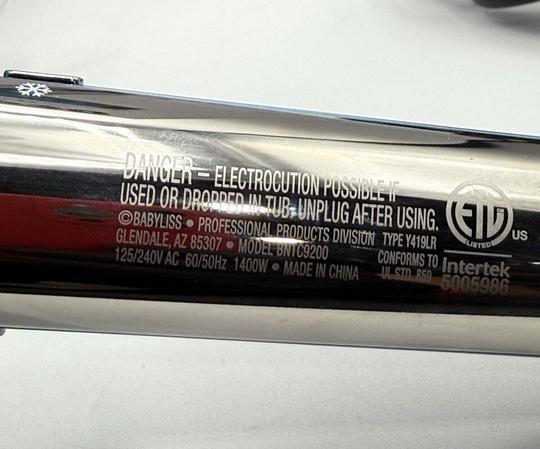 DANGER – ELECTROCUTION POSSIBLE IF
USED OR DROPPED IN TUB. UNPLUG AFTER USING.
©BABYLISS • PROFESSIONAL PRODUCTS DIVISION TYPE Y419LR
GLENDALE, AZ 85307 • MODEL BNTC9200 CONFORMS TO
125/240V AC 60/50Hz 1400W • MADE IN CHINA UL STD. 859
ETL
LISTED
US
Intertek
5005986